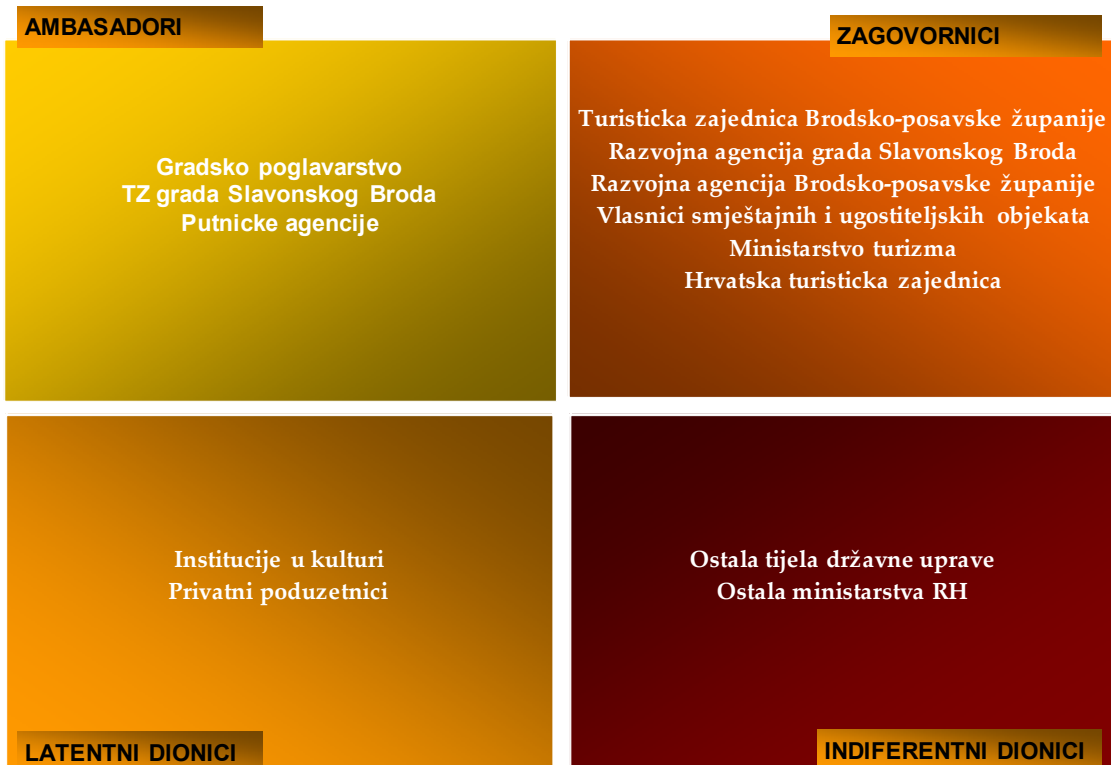 AMBASADORI
Gradsko poglavarstvo
TZ grada Slavonskog Broda
Putnicke agencije
ZAGOVORNICI
Turisticka zajednica Brodsko-posavske županije
Razvojna agencija grada Slavonskog Broda
Razvojna agencija Brodsko-posavske županije
Vlasnici smještajnih i ugostiteljskih objekata
Ministarstvo turizma
Hrvatska turisticka zajednica
Institucije u kulturi
Privatni poduzetnici
LATENTNI DIONICI
Ostala tijela državne uprave
Ostala ministarstva RH
INDIFERENTNI DIONICI